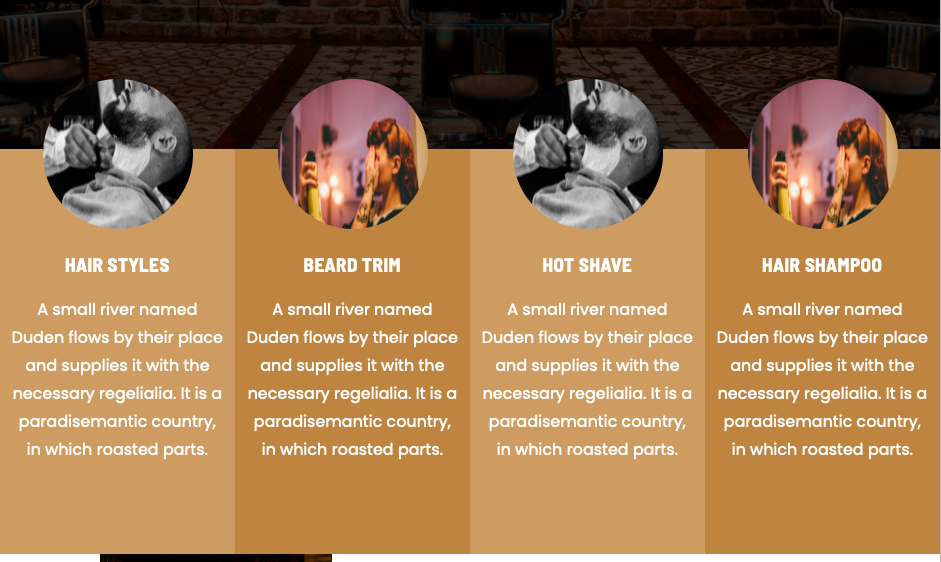 HAIR STYLES
A small river named
Duden flows by their place
and supplies it with the
necessary regelialia. It is a
paradisemantic country,
in which roasted parts.
BEARD TRIM
A small river named
Duden flows by their place
and supplies it with the
necessary regelialia. It is a
paradisemantic country,
in which roasted parts.
HOT SHAVE
A small river named
Duden flows by their place
and supplies it with the
necessary regelialia. It is a
paradisemantic country,
in which roasted parts.
HAIR SHAMPOO
A small river named
Duden flows by their place
and supplies it with the
necessary regelialia. It is a
paradisemantic country,
in which roasted parts.